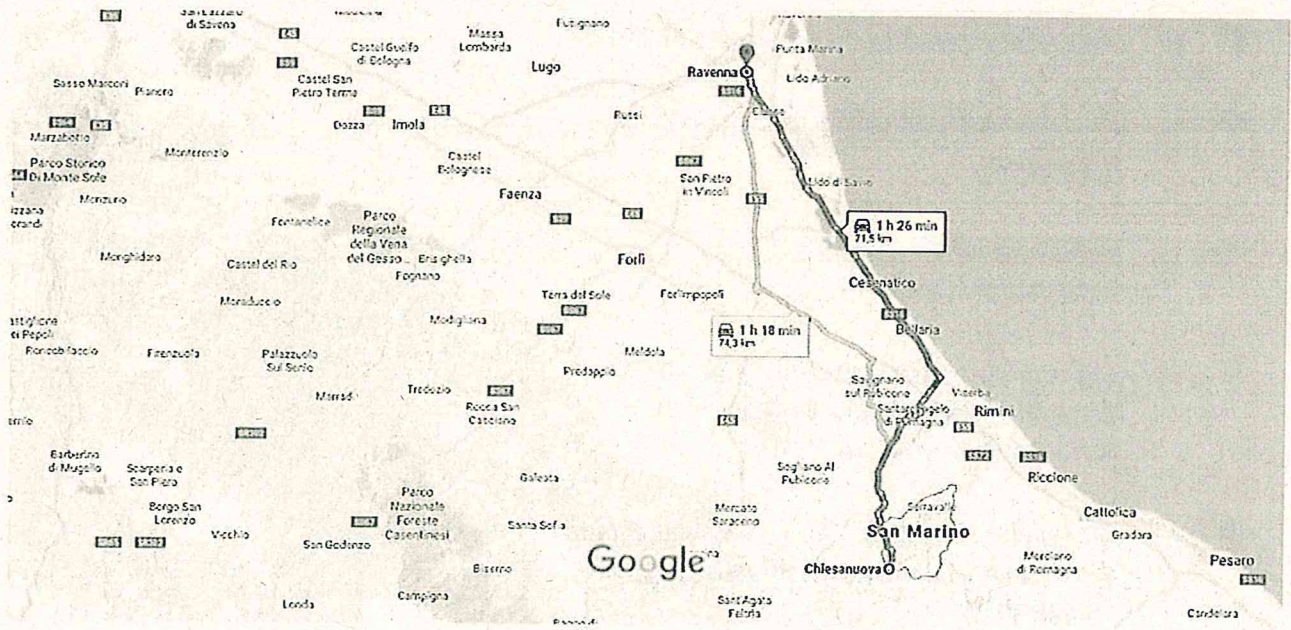 di Savena
Castel Guelfo
di Bologna
Massa
Lombarda
Fusignano
Lugo
Ravenna
Punta Marina
Lido Adriano
Sasso Marconi
Pianoro
Castel San
Pietro Terme
Dozza
Imola
Russi
Classe
Marzabotto
Monterenzio
Castel
Bolognese
San Pietro
in Vincoli
Lido di Savio
Parco Storico
Di Monte Sole
Monzuno
Faenza
Fontanelice
Parco
Regionale
della Vena
del Gesso...
Brisighella
Fognano
Forlì
1 h 26 min
71,5 km
Monghidoro
Castel del Rio
Moraduccio
Modigliana
Terra del Sole
Forlimpopoli
Cesenatico
Bellaria
1 h 18 min
74,3 km
Roncobilaccio
Firenzuola
Palazzuolo
Sul Senio
Meldola
Predappio
Marradi
Tredozio
Rocca San
Casciano
Savignano
sul Rubicone
Viserba
Santarcangelo
di Romagna
Rimini
Barberino
di Mugello
Scarperia e
San Piero
Galeata
Sogliano Al
Rubicone
Riccione
Borgo San
Lorenzo
Vicchio
Parco
Nazionale
Foreste
Casentinesi
San Godenzo
Santa Sofia
Mercato
Saraceno
Serravalle
San Marino
Cattolica
Gradara
Google
Chiesanuova
Morciano
di Romagna
Pesaro
Biserno
Londa
Campigna
Sant'Agata
Feltria
Candelara